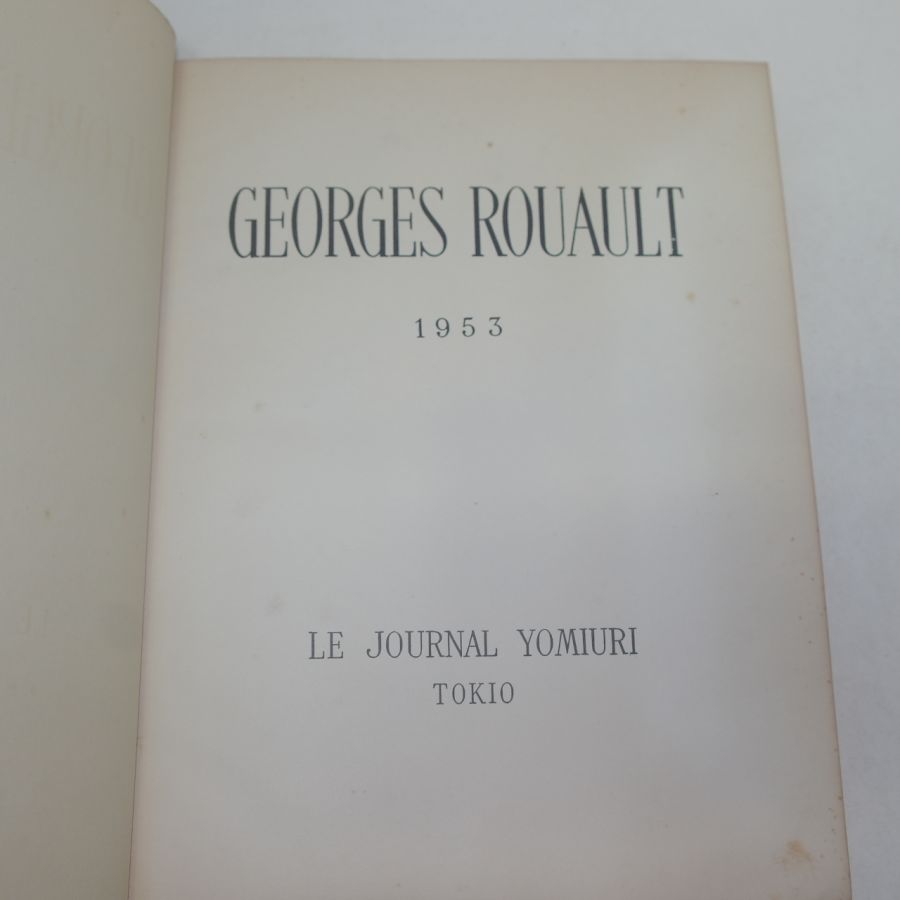 GEORGES ROUAULT
1953
LE JOURNAL YOMIURI
TOKIO